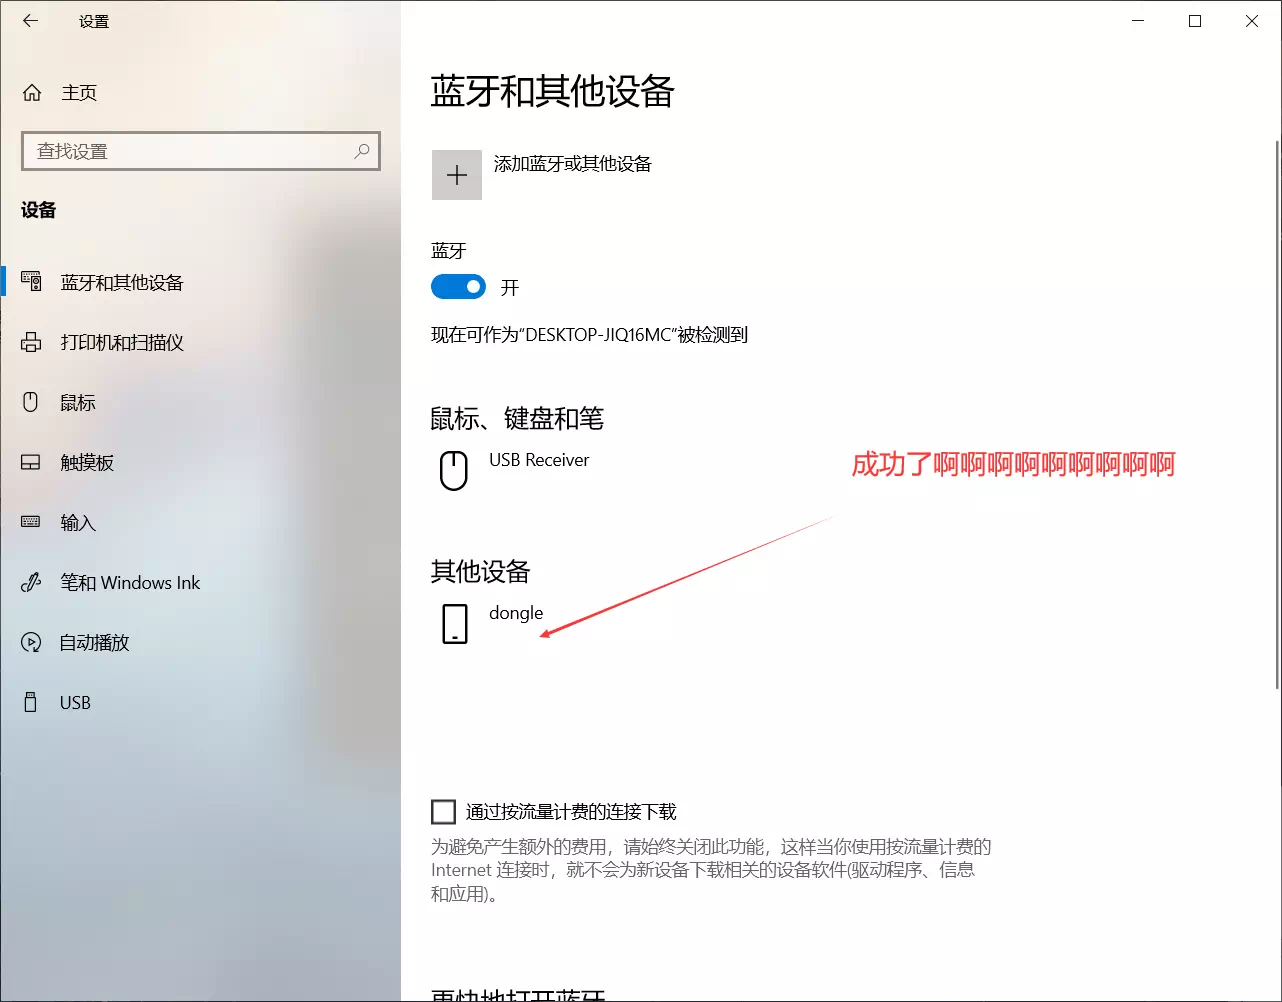 设置
主页
查找设置
设备
蓝牙和其他设备
打印机和扫描仪
鼠标
触摸板
输入
笔和 Windows Ink
自动播放
USB
蓝牙和其他设备
添加蓝牙或其他设备
蓝牙
开
现在可作为“DESKTOP-JIQ16MC”被检测到
鼠标、键盘和笔
USB Receiver
成功了啊啊啊啊啊啊啊啊啊
其他设备
dongle
通过按流量计费的连接下载
为避免产生额外的费用，请始终关闭此功能，这样当你使用按流量计费的
Internet 连接时，就不会为新设备下载相关的设备软件(驱动程序、信息
和应用)。
更快地打开蓝牙